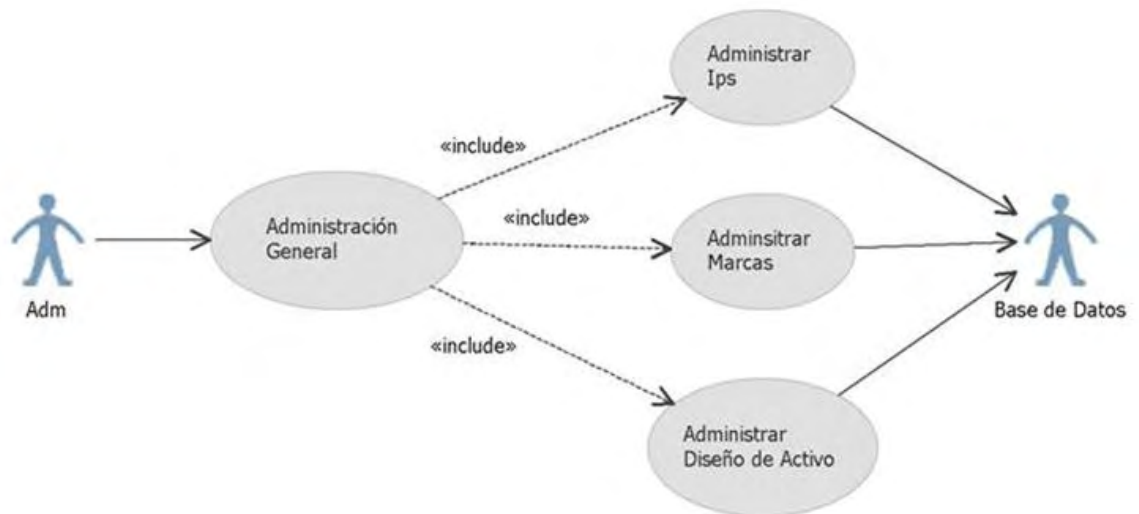 Administrar
Ips
«include»
«include»
Administración
General
Adminsitrar
Marcas
Adm
Base de Datos
«include»
Administrar
Diseño de Activo